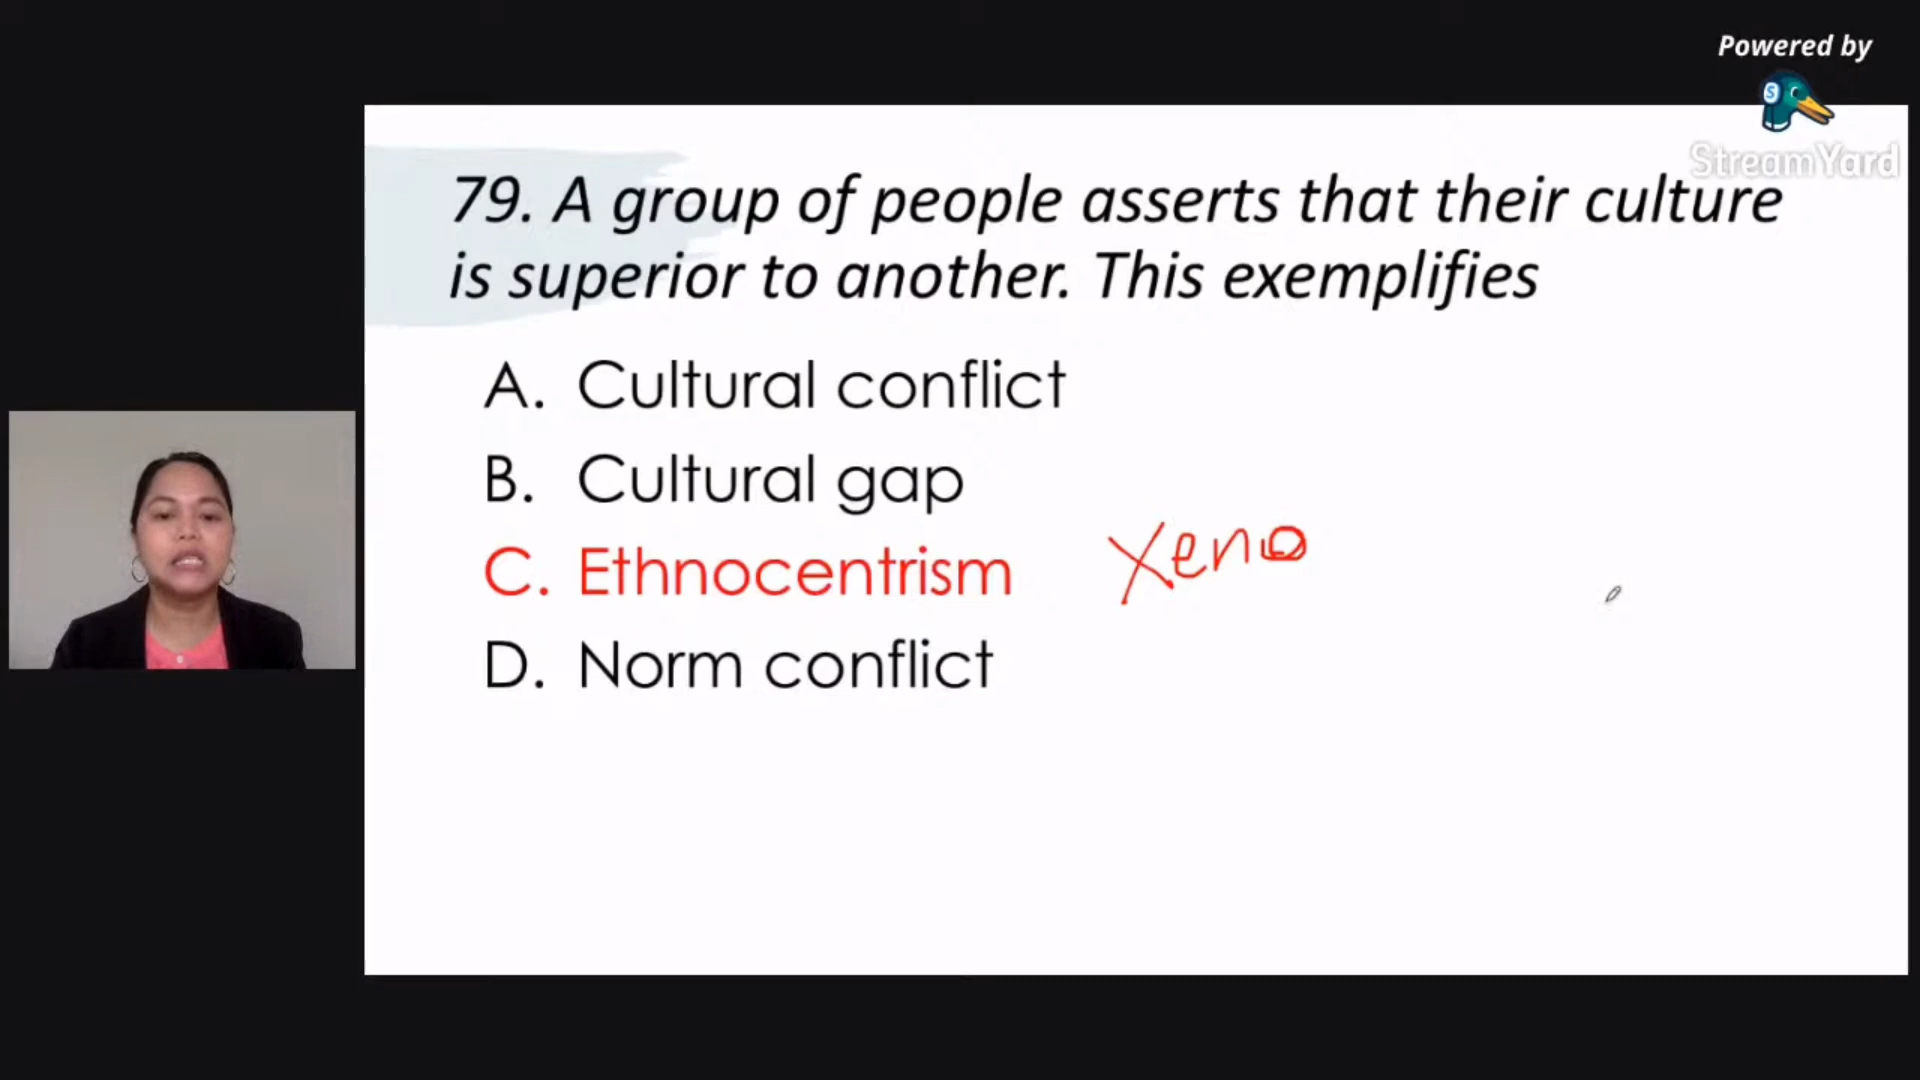 Powered by
StreamYard
79. A group of people asserts that their culture
is superior to another. This exemplifies
A. Cultural conflict
B. Cultural gap
C. Ethnocentrism
Xeno
D. Norm conflict